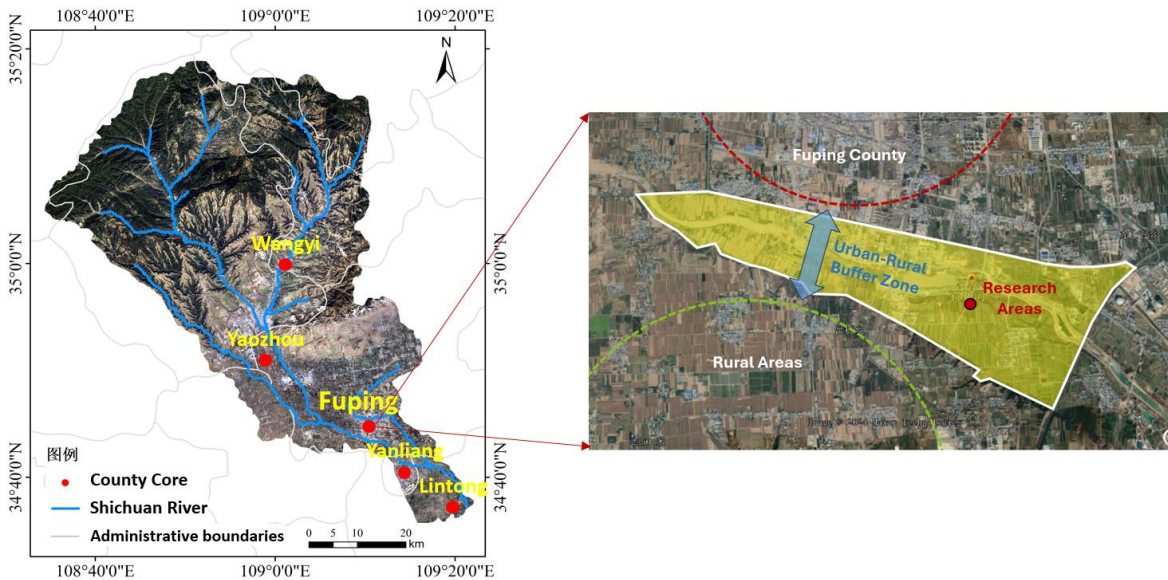 108°40'0"E
109°0'0"E
109°20'0"E
35°20'0"N
35°20'0"N
N
Wangyi
35°0'0"N
35°0'0"N
Yaozhou
Fuping
Yanliang
Lintong
34°40'0"N
34°40'0"N
图例
County Core
Shichuan River
Administrative boundaries
0 5 10 20
km
108°40'0"E
109°0'0"E
109°20'0"E
Fuping County
Urban-Rural
Buffer Zone
Research
Areas
Rural Areas